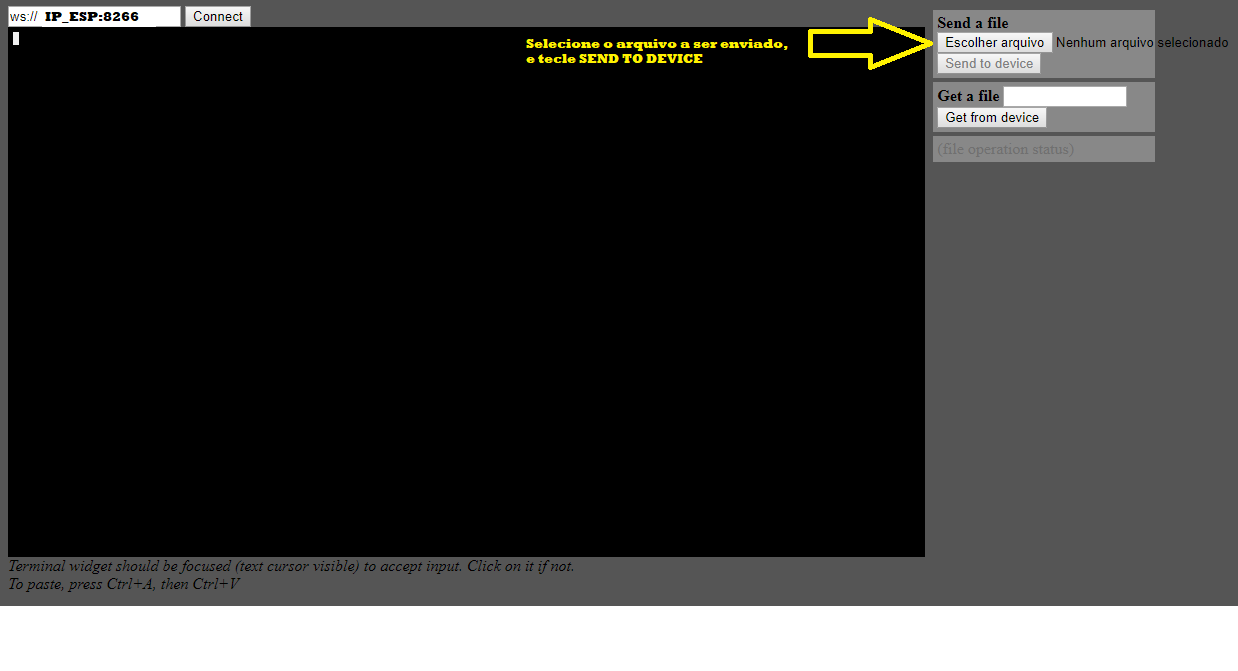 ws:// IP_ESP:8266 Connect
Selecione o arquivo a ser enviado,
e tecle SEND TO DEVICE
Send a file
Escolher arquivo Nenhum arquivo selecionado
Send to device
Get a file
Get from device
(file operation status)
Terminal widget should be focused (text cursor visible) to accept input. Click on it if not.
To paste, press Ctrl+A, then Ctrl+V